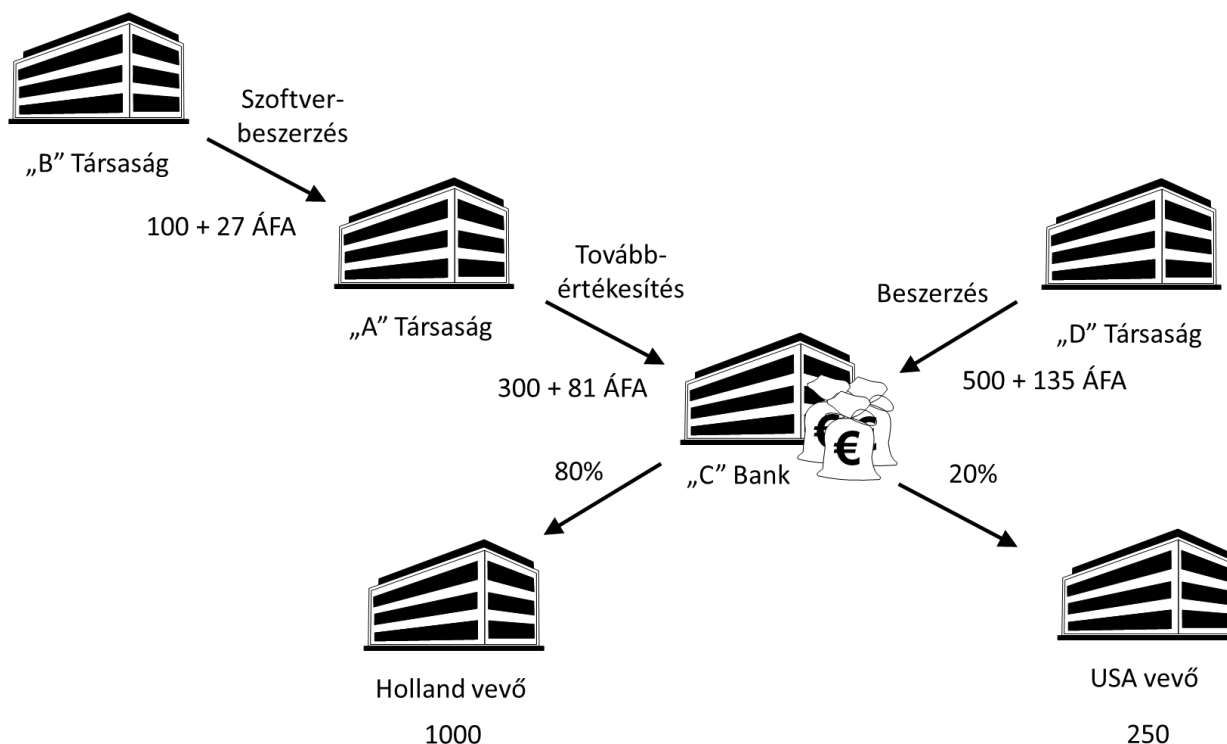 Szoftver-
beszerzés
„B” Társaság
100 + 27 ÁFA
Tovább-
értékesítés
Beszerzés
„A” Társaság
„D” Társaság
300 + 81 ÁFA
500 + 135 ÁFA
€
€
80%
„C” Bank
20%
Holland vevő
USA vevő
1000
250